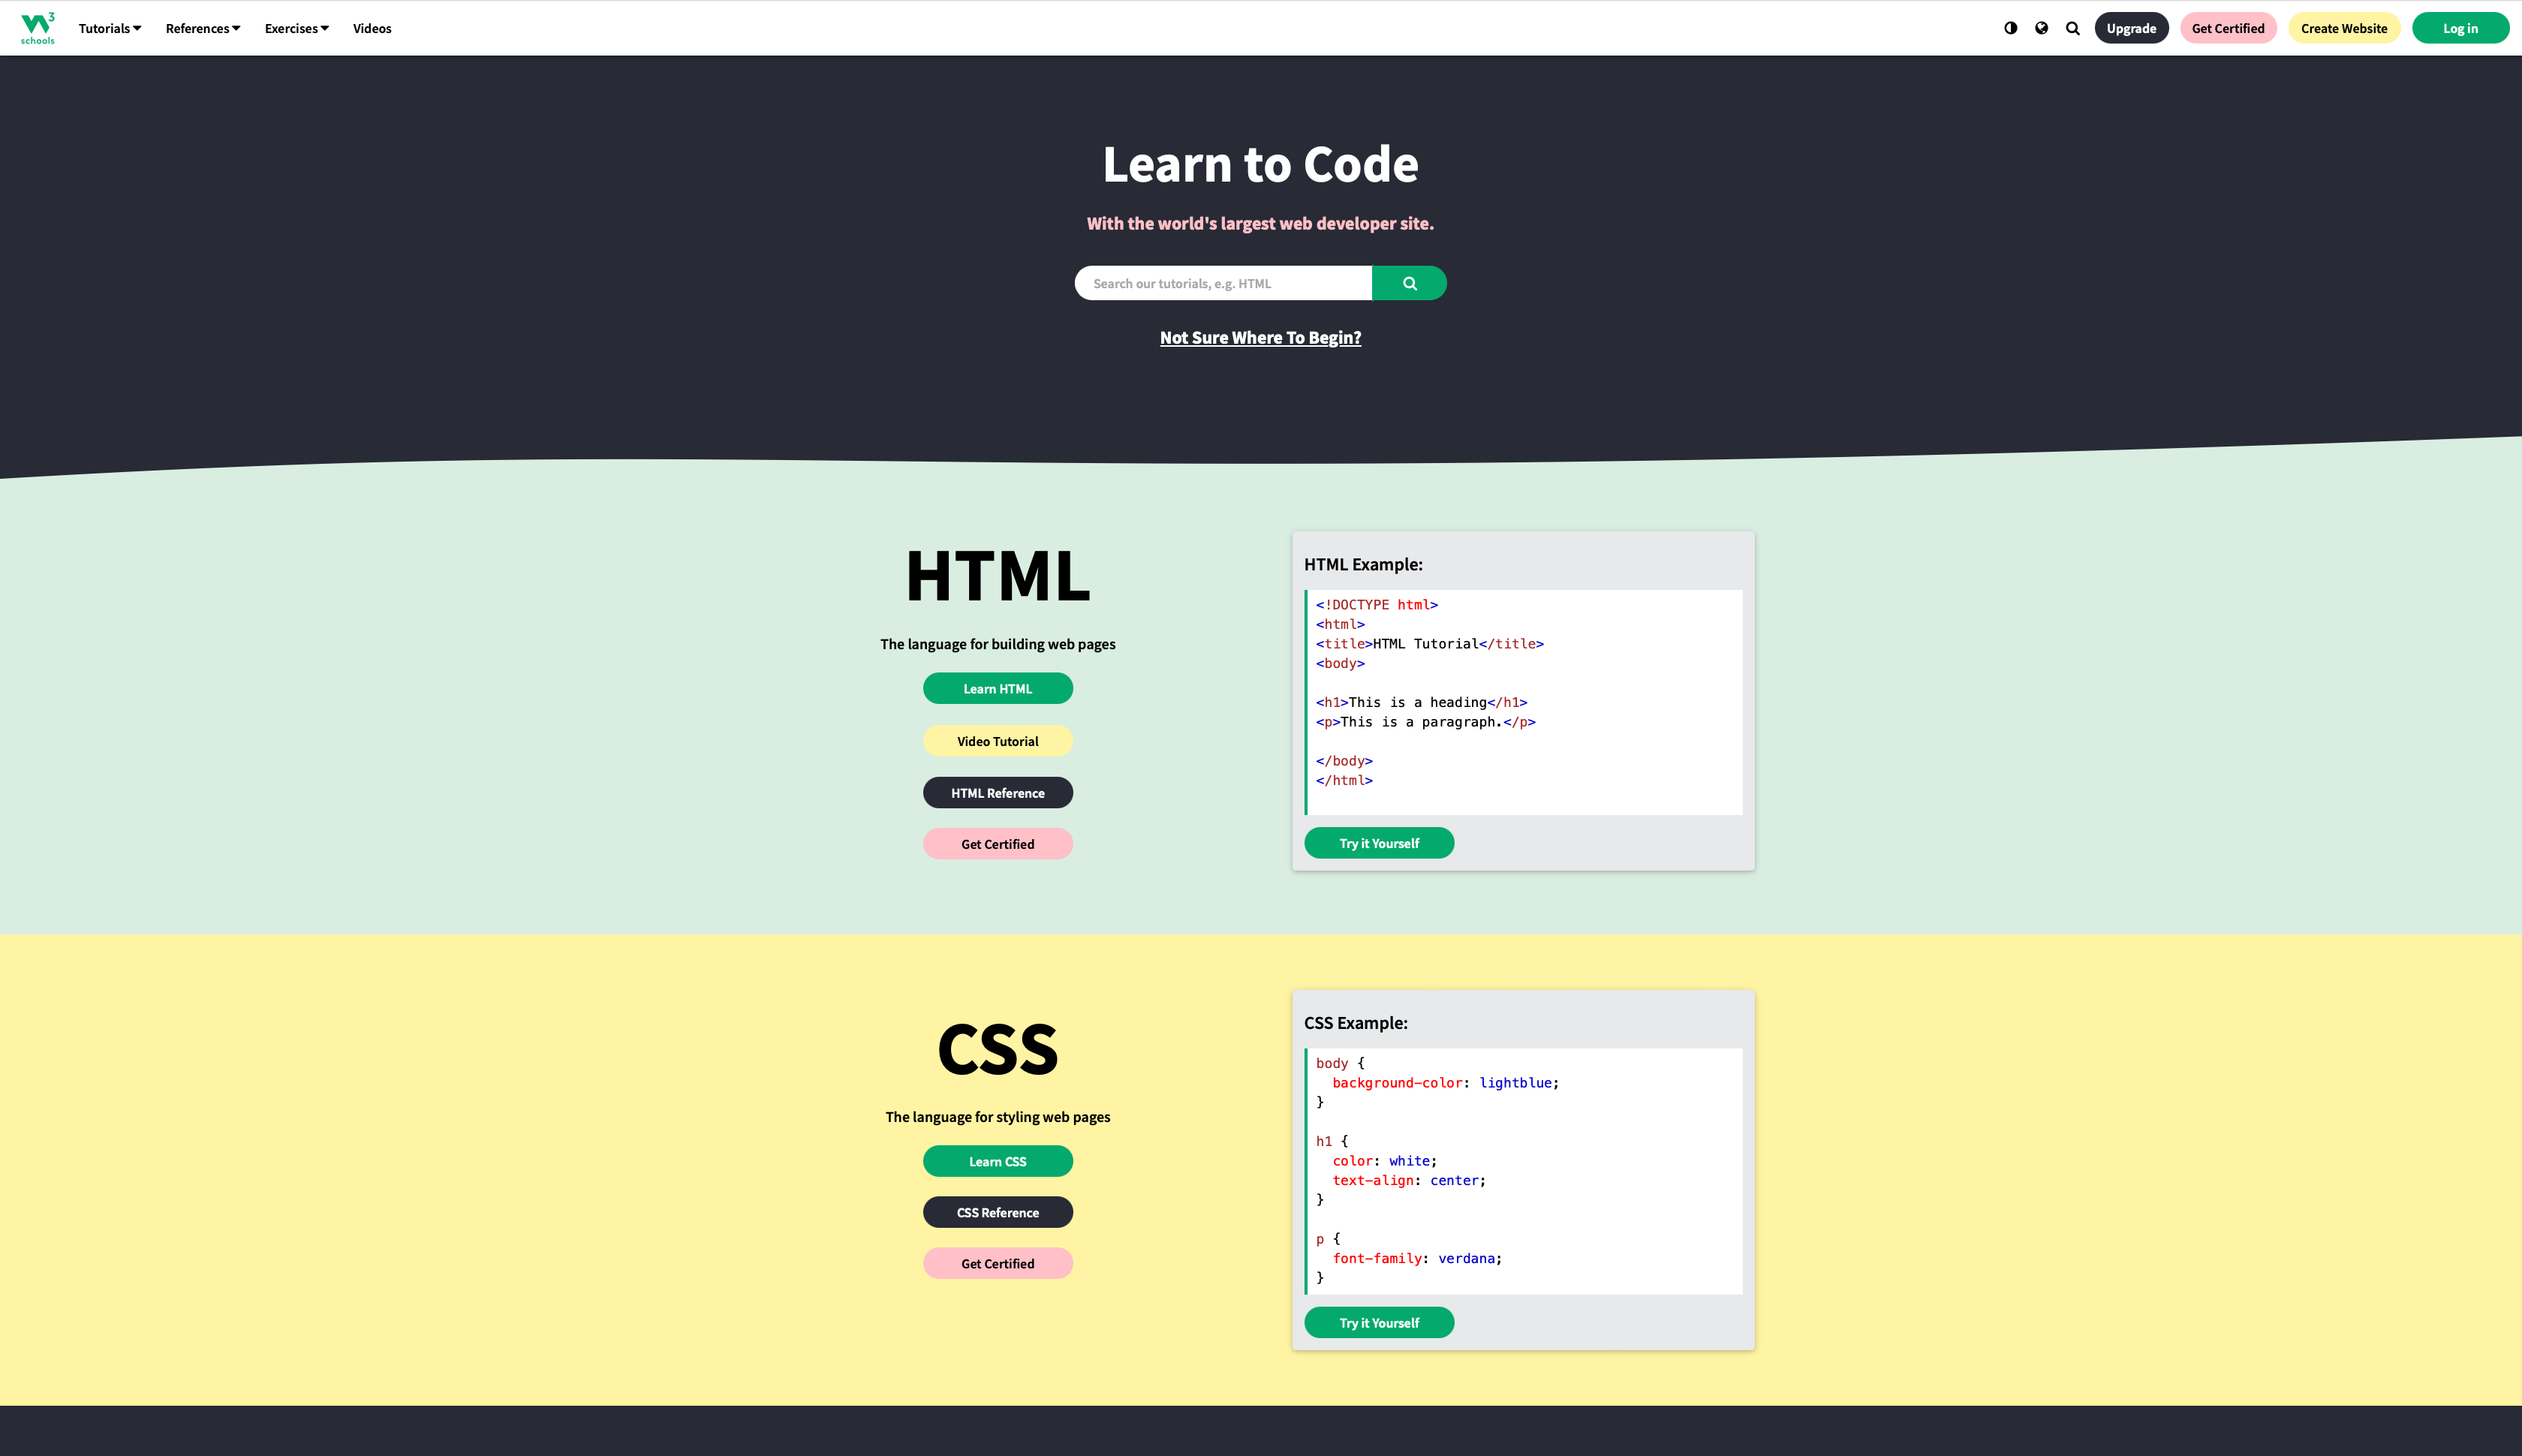 W3 schools
Tutorials References Exercises Videos Upgrade Get Certified Create Website Log in
Learn to Code
With the world's largest web developer site.
Search our tutorials, e.g. HTML
Not Sure Where To Begin?
HTML
The language for building web pages
Learn HTML
Video Tutorial
HTML Reference
Get Certified
HTML Example:
<!DOCTYPE html>
<html>
<title>HTML Tutorial</title>
<body>
<h1>This is a heading</h1>
<p>This is a paragraph.</p>
</body>
</html>
Try it Yourself
CSS
The language for styling web pages
Learn CSS
CSS Reference
Get Certified
CSS Example:
body {
  background-color: lightblue;
}
h1 {
  color: white;
  text-align: center;
}
p {
  font-family: verdana;
}
Try it Yourself